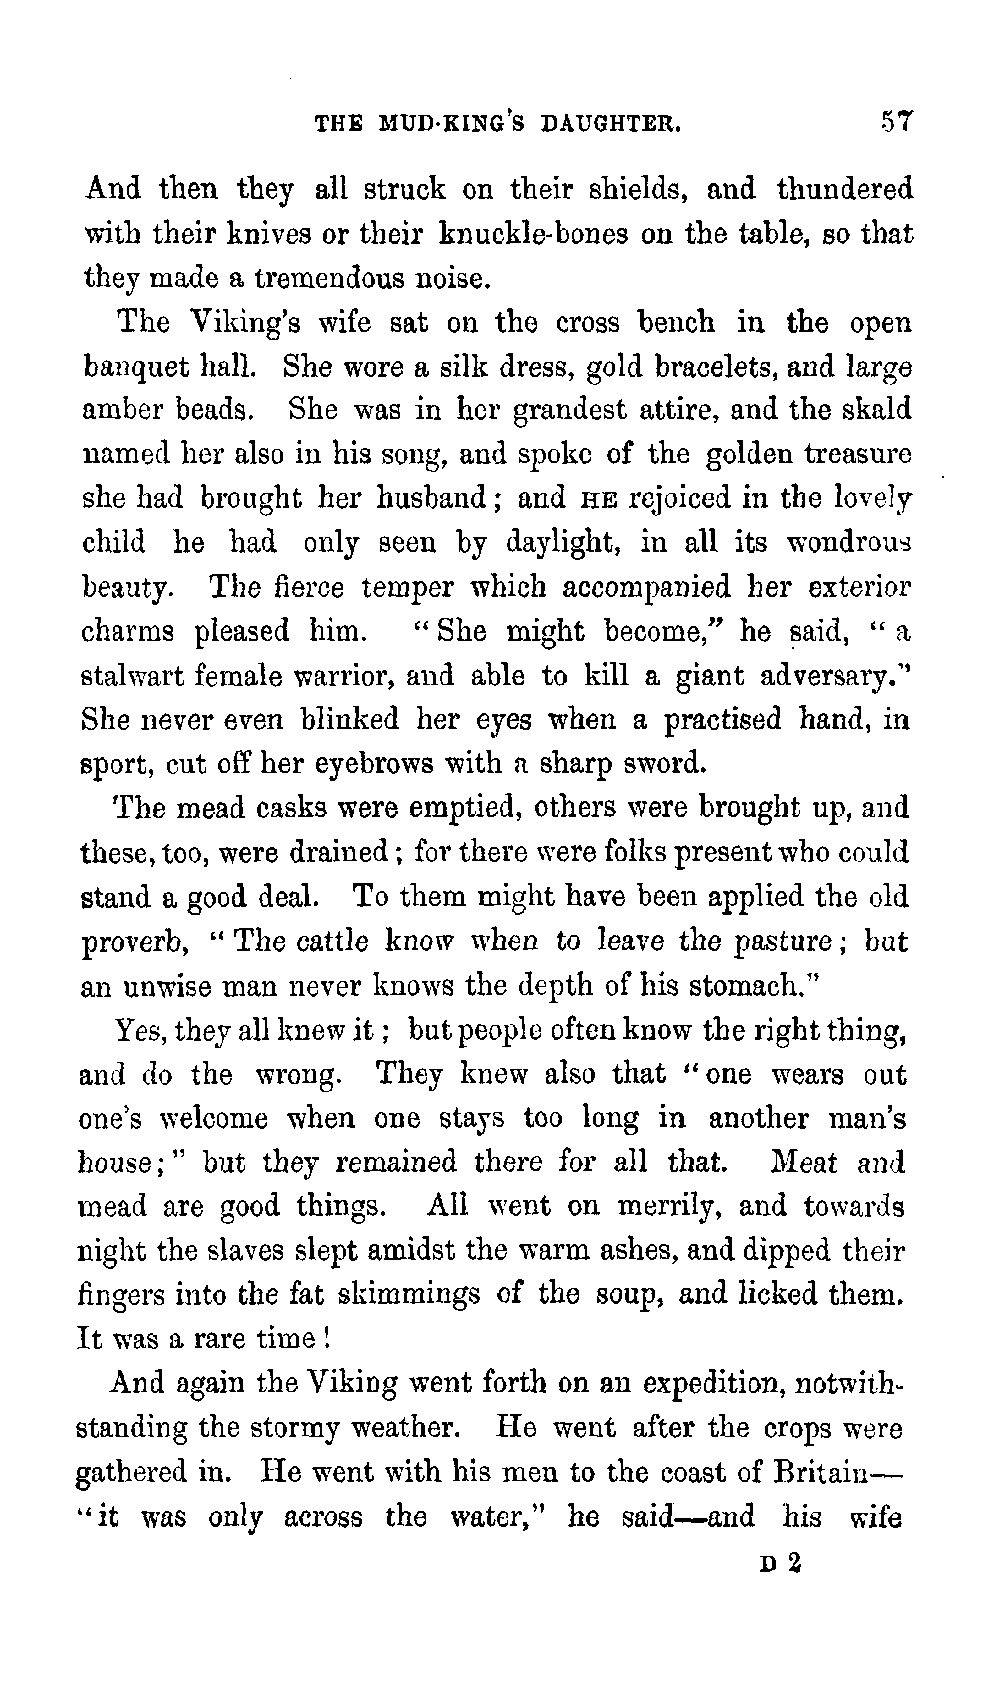 THE MUD-KING'S DAUGHTER. 57
And then they all struck on their shields, and thundered
with their knives or their knuckle-bones on the table, so that
they made a tremendous noise.
The Viking's wife sat on the cross bench in the open
banquet hall. She wore a silk dress, gold bracelets, and large
amber beads. She was in her grandest attire, and the skald
named her also in his song, and spoke of the golden treasure
she had brought her husband; and HE rejoiced in the lovely
child he had only seen by daylight, in all its wondrous
beauty. The fierce temper which accompanied her exterior
charms pleased him. "She might become," he said, "a
stalwart female warrior, and able to kill a giant adversary."
She never even blinked her eyes when a practised hand, in
sport, cut off her eyebrows with a sharp sword.
The mead casks were emptied, others were brought up, and
these, too, were drained; for there were folks present who could
stand a good deal. To them might have been applied the old
proverb, "The cattle know when to leave the pasture; but
an unwise man never knows the depth of his stomach."
Yes, they all knew it; but people often know the right thing,
and do the wrong. They knew also that "one wears out
one's welcome when one stays too long in another man's
house;" but they remained there for all that. Meat and
mead are good things. All went on merrily, and towards
night the slaves slept amidst the warm ashes, and dipped their
fingers into the fat skimmings of the soup, and licked them.
It was a rare time!
And again the Viking went forth on an expedition, notwith-
standing the stormy weather. He went after the crops were
gathered in. He went with his men to the coast of Britain—
"it was only across the water," he said—and his wife
D 2